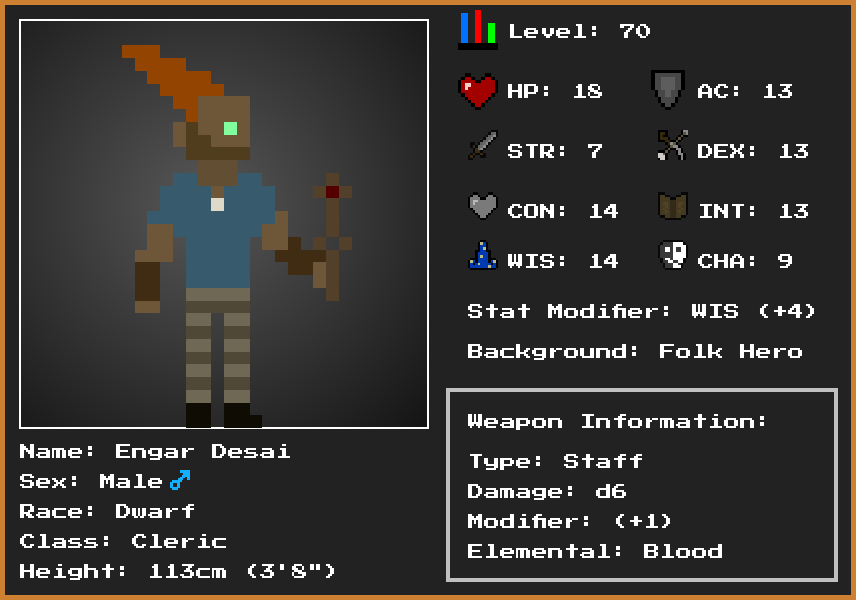 Level: 70
HP: 18
AC: 13
STR: 7
DEX: 13
CON: 14
INT: 13
WIS: 14
CHA: 9
Stat Modifier: WIS (+4)
Background: Folk Hero
Name: Engar Desai
Sex: Male ♂
Race: Dwarf
Class: Cleric
Height: 113cm (3'8")
Weapon Information:
Type: Staff
Damage: d6
Modifier: (+1)
Elemental: Blood